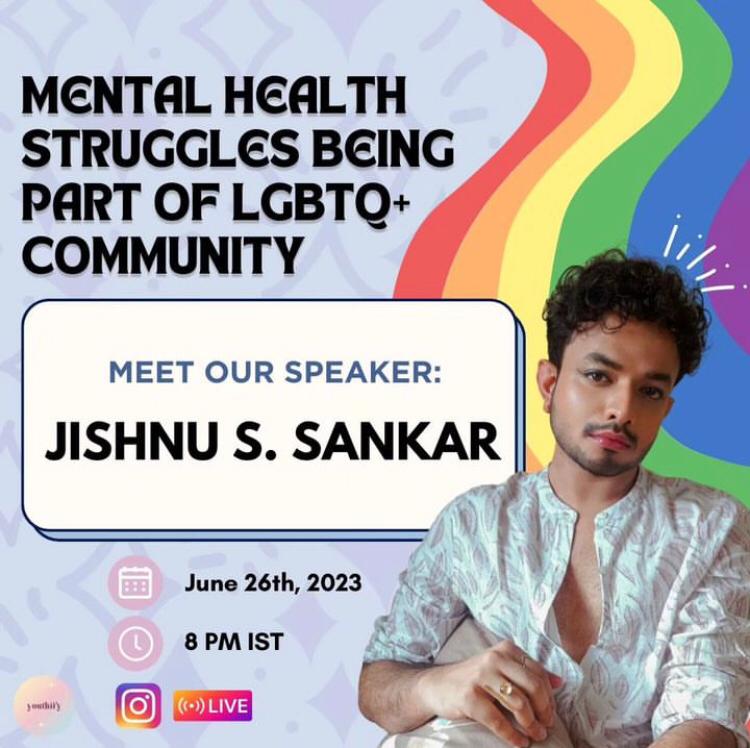 MENTAL HEALTH
STRUGGLES BEING
PART OF LGBTQ+
COMMUNITY
MEET OUR SPEAKER:
JISHNU S. SANKAR
June 26th, 2023
8 PM IST
LIVE